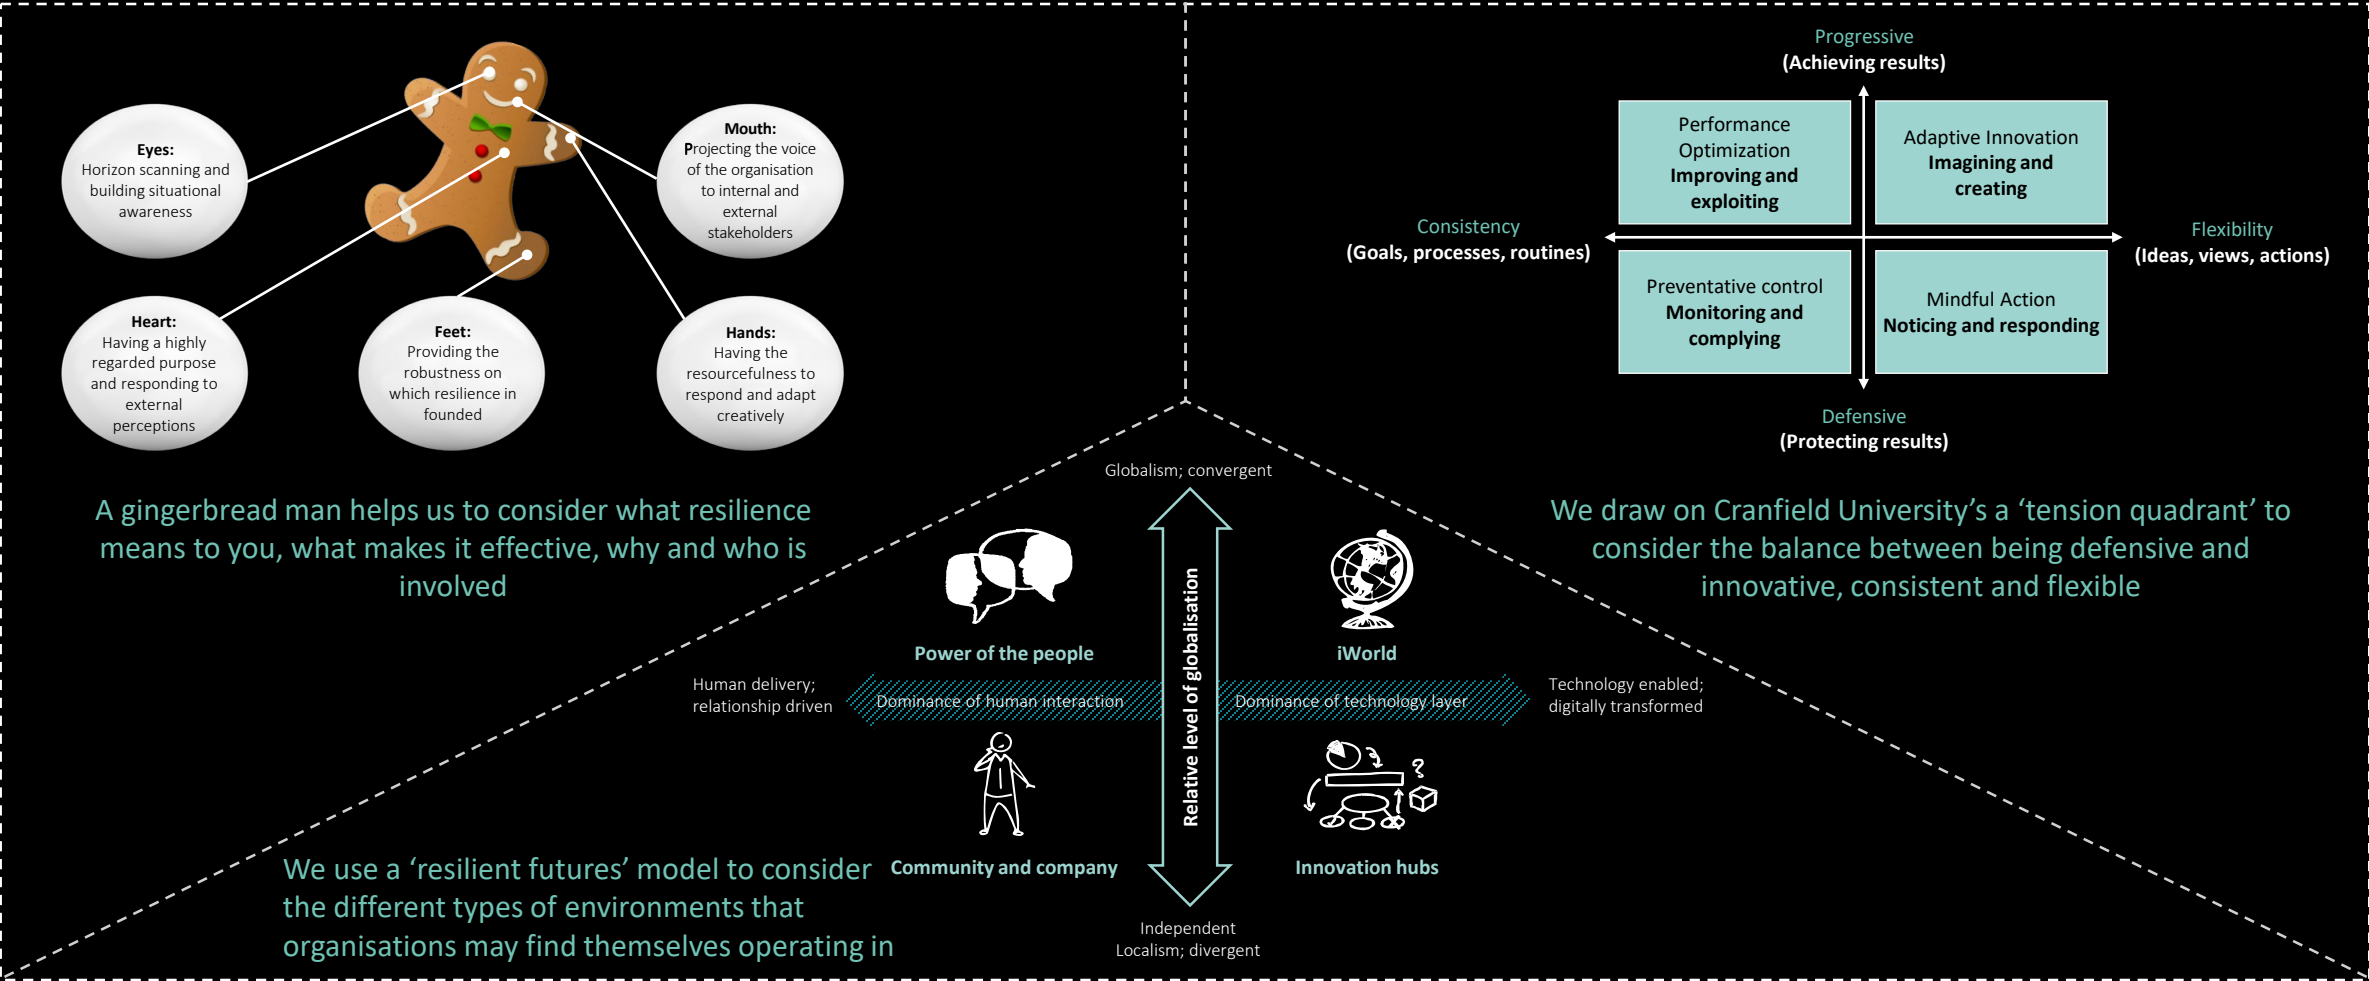 Eyes:
Horizon scanning and
building situational
awareness
Mouth:
Projecting the voice
of the organisation
to internal and
external
stakeholders
Heart:
Having a highly
regarded purpose
and responding to
external
perceptions
Feet:
Providing the
robustness on
which resilience in
founded
Hands:
Having the
resourcefulness to
respond and adapt
creatively
A gingerbread man helps us to consider what resilience
means to you, what makes it effective, why and who is
involved
Progressive
(Achieving results)
Performance
Optimization
Improving and
exploiting
Adaptive Innovation
Imagining and
creating
Consistency
(Goals, processes, routines)
Flexibility
(Ideas, views, actions)
Preventative control
Monitoring and
complying
Mindful Action
Noticing and responding
Defensive
(Protecting results)
We draw on Cranfield University’s a ‘tension quadrant’ to
consider the balance between being defensive and
innovative, consistent and flexible
Globalism; convergent
Power of the people
iWorld
Relative level of globalisation
Human delivery;
relationship driven
Dominance of human interaction
Dominance of technology layer
Technology enabled;
digitally transformed
?
Community and company
Innovation hubs
Independent
Localism; divergent
We use a ‘resilient futures’ model to consider
the different types of environments that
organisations may find themselves operating in